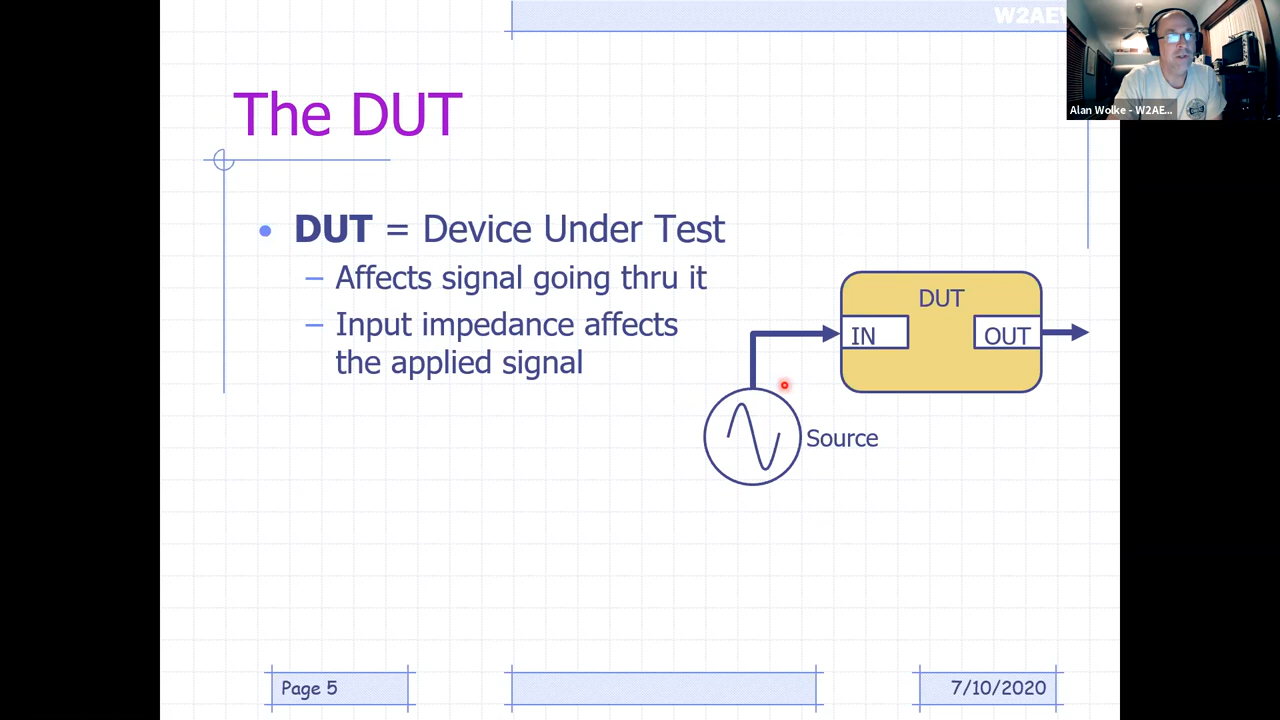 W2AEW
Alan Wolke - W2AE...
The DUT
DUT = Device Under Test
Affects signal going thru it
Input impedance affects
the applied signal
DUT
IN
OUT
Source
Page 5
7/10/2020